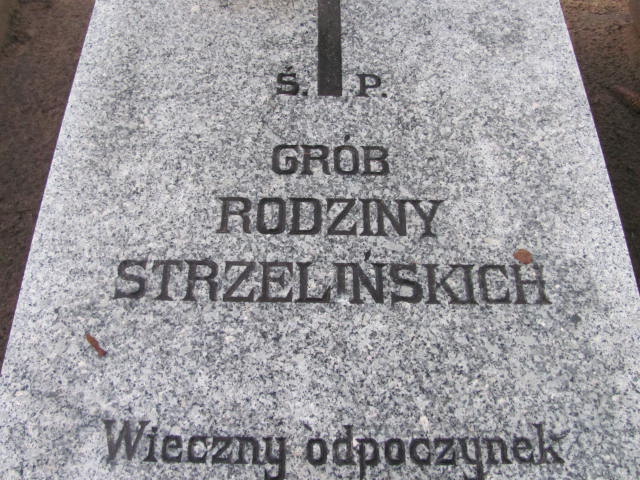 Ś. P.
GRÓB
RODZINY
STRZELIŃSKICH
Wieczny odpoczynek